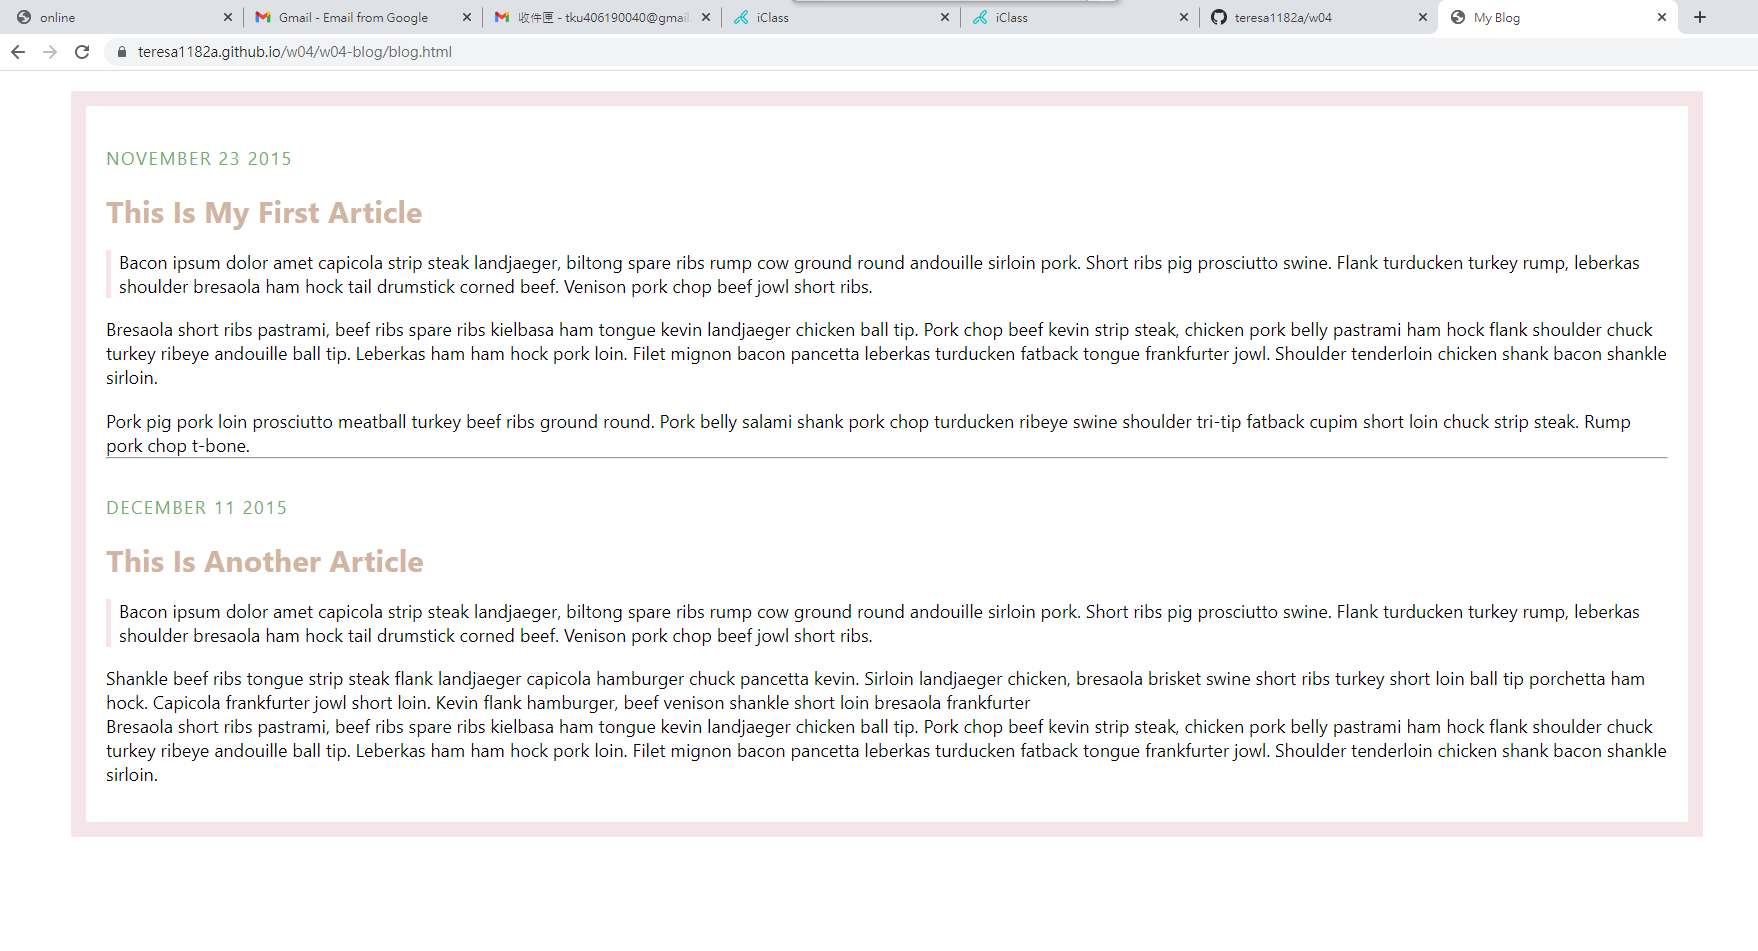 online
Gmail - Email from Google
收件匣 - tku406190040@gmail
iClass
iClass
teresa1182a/w04
My Blog
teresa1182a.github.io/w04/w04-blog/blog.html
NOVEMBER 23 2015
This Is My First Article
Bacon ipsum dolor amet capicola strip steak landjaeger, biltong spare ribs rump cow ground round andouille sirloin pork. Short ribs pig prosciutto swine. Flank turducken turkey rump, leberkas
shoulder bresaola ham hock tail drumstick corned beef. Venison pork chop beef jowl short ribs.
Bresaola short ribs pastrami, beef ribs spare ribs kielbasa ham tongue kevin landjaeger chicken ball tip. Pork chop beef kevin strip steak, chicken pork belly pastrami ham hock flank shoulder chuck
turkey ribeye andouille ball tip. Leberkas ham ham hock pork loin. Filet mignon bacon pancetta leberkas turducken fatback tongue frankfurter jowl. Shoulder tenderloin chicken shank bacon shankle
sirloin.
Pork pig pork loin prosciutto meatball turkey beef ribs ground round. Pork belly salami shank pork chop turducken ribeye swine shoulder tri-tip fatback cupim short loin chuck strip steak. Rump
pork chop t-bone.
DECEMBER 11 2015
This Is Another Article
Bacon ipsum dolor amet capicola strip steak landjaeger, biltong spare ribs rump cow ground round andouille sirloin pork. Short ribs pig prosciutto swine. Flank turducken turkey rump, leberkas
shoulder bresaola ham hock tail drumstick corned beef. Venison pork chop beef jowl short ribs.
Shankle beef ribs tongue strip steak flank landjaeger capicola hamburger chuck pancetta kevin. Sirloin landjaeger chicken, bresaola brisket swine short ribs turkey short loin ball tip porchetta ham
hock. Capicola frankfurter jowl short loin. Kevin flank hamburger, beef venison shankle short loin bresaola frankfurter
Bresaola short ribs pastrami, beef ribs spare ribs kielbasa ham tongue kevin landjaeger chicken ball tip. Pork chop beef kevin strip steak, chicken pork belly pastrami ham hock flank shoulder chuck
turkey ribeye andouille ball tip. Leberkas ham ham hock pork loin. Filet mignon bacon pancetta leberkas turducken fatback tongue frankfurter jowl. Shoulder tenderloin chicken shank bacon shankle
sirloin.